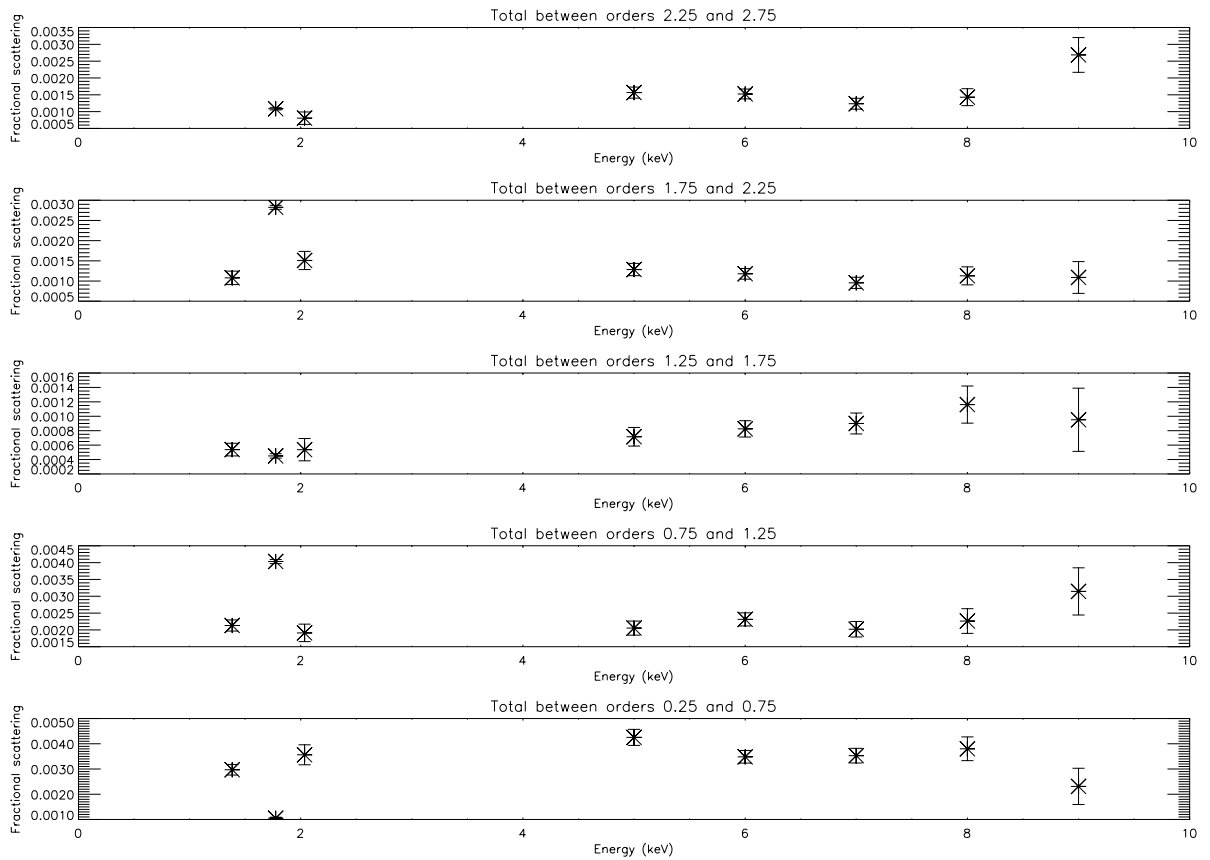 Total between orders 2.25 and 2.75
Fractional scattering
0.0035
0.0030
0.0025
0.0020
0.0015
0.0010
0.0005
0 2 4 6 8 10
Energy (keV)
Total between orders 1.75 and 2.25
Fractional scattering
0.0030
0.0025
0.0020
0.0015
0.0010
0.0005
0 2 4 6 8 10
Energy (keV)
Total between orders 1.25 and 1.75
Fractional scattering
0.0016
0.0014
0.0012
0.0010
0.0008
0.0006
0.0004
0.0002
0 2 4 6 8 10
Energy (keV)
Total between orders 0.75 and 1.25
Fractional scattering
0.0045
0.0040
0.0035
0.0030
0.0025
0.0020
0.0015
0 2 4 6 8 10
Energy (keV)
Total between orders 0.25 and 0.75
Fractional scattering
0.0050
0.0040
0.0030
0.0020
0.0010
0 2 4 6 8 10
Energy (keV)